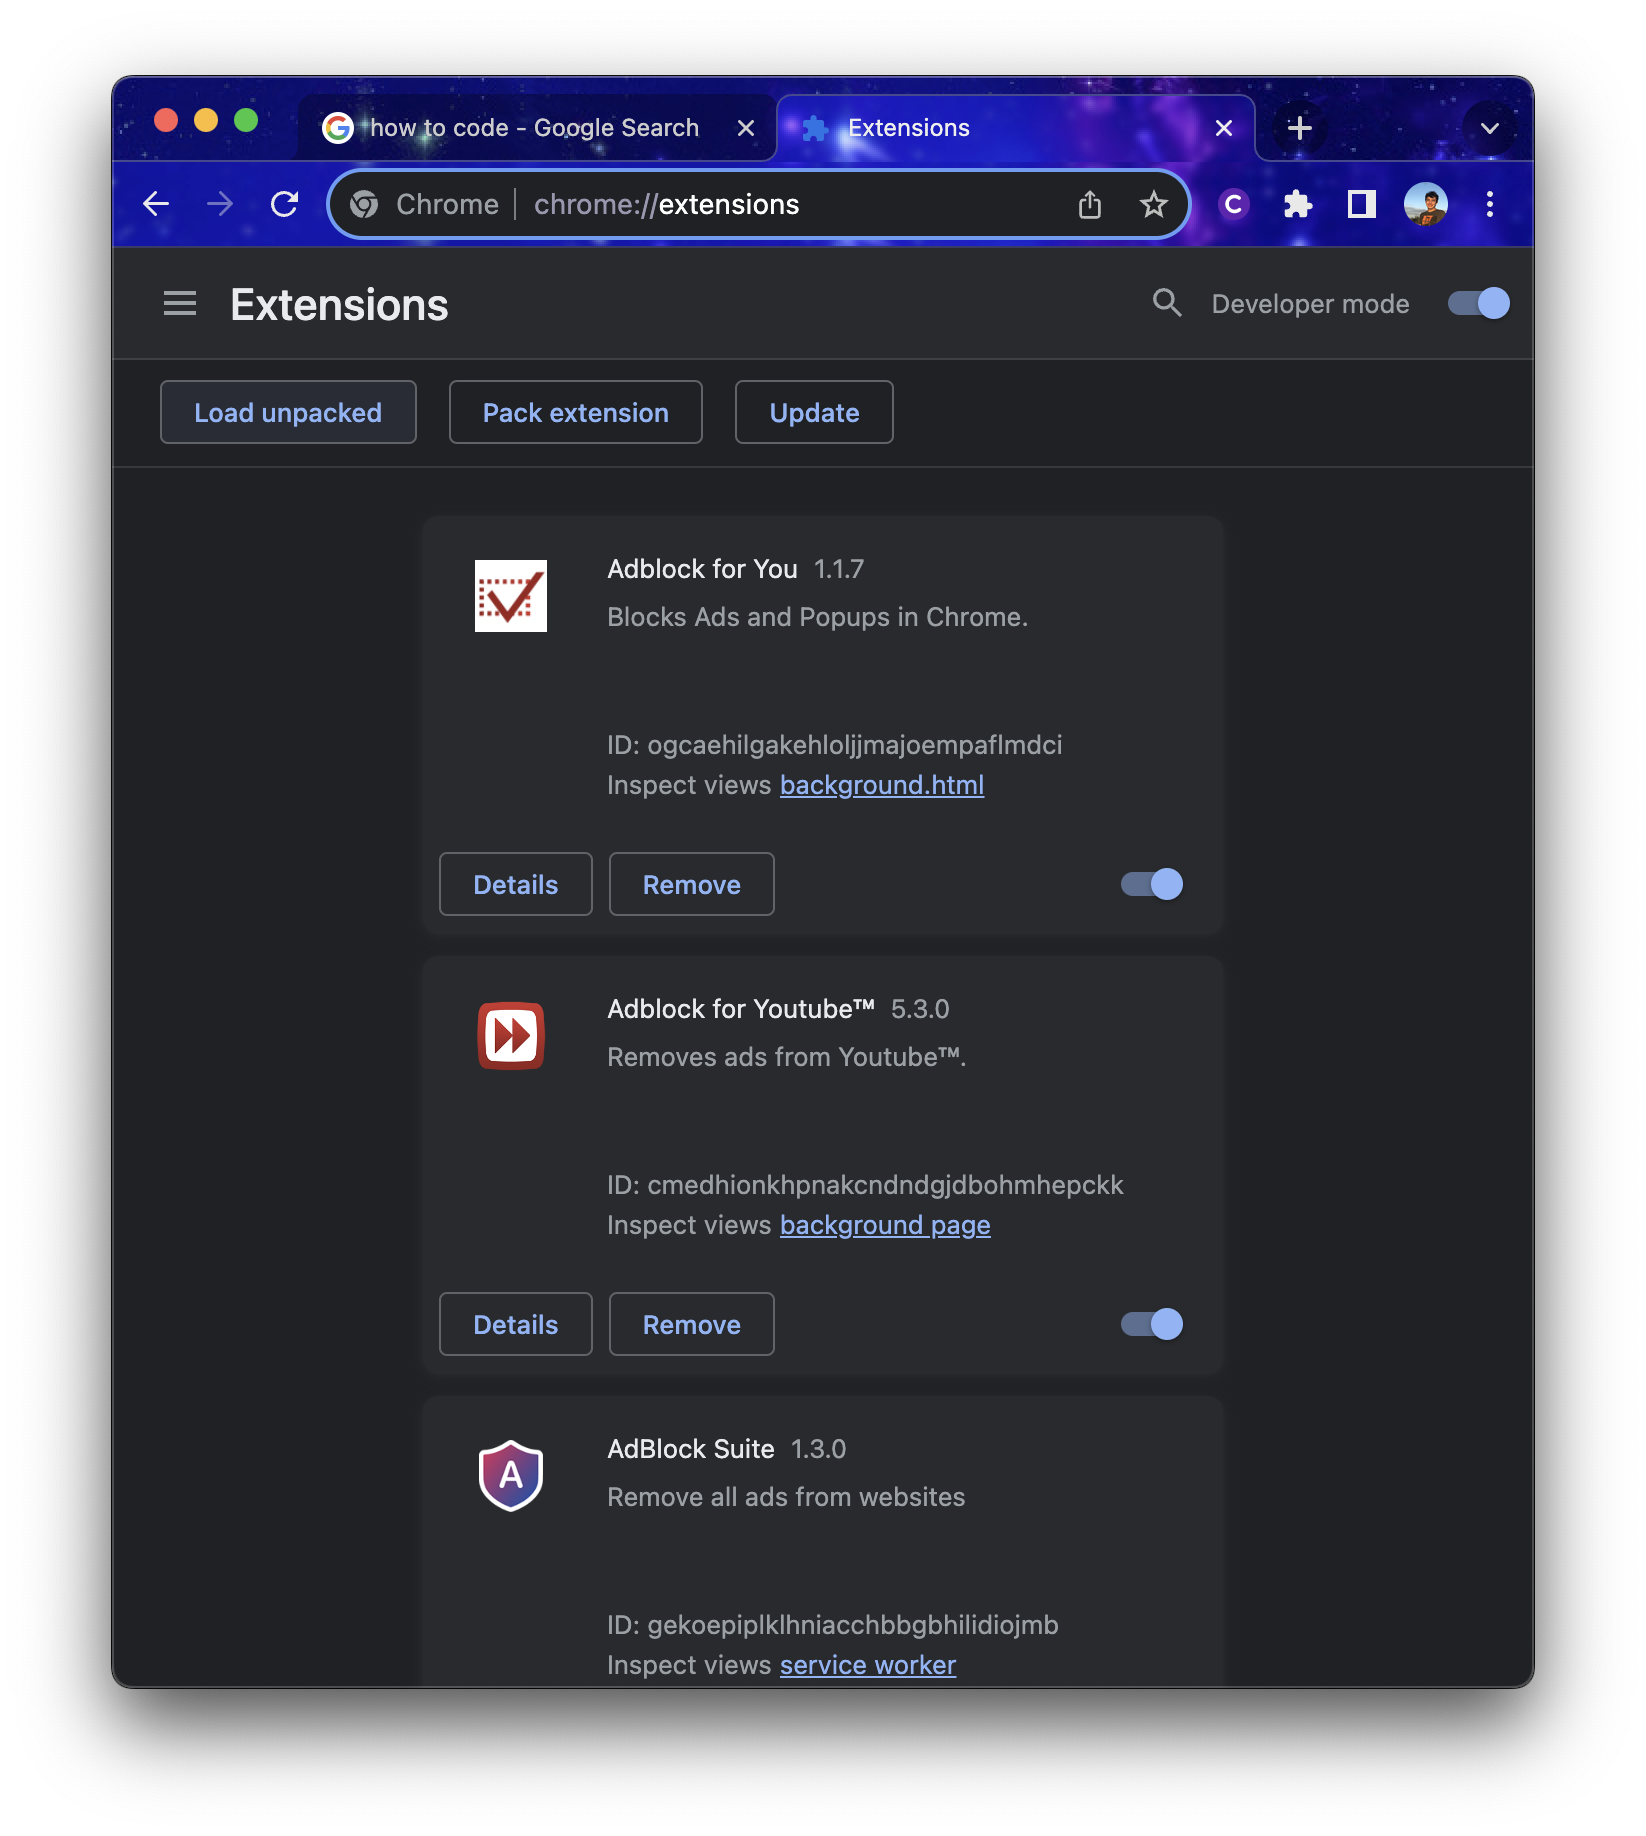 how to code - Google Search
Extensions
Chrome
chrome://extensions
C
Extensions
Developer mode
Load unpacked
Pack extension
Update
Adblock for You 1.1.7
Blocks Ads and Popups in Chrome.
ID: ogcaehilgakehloljjmajoempaflmdci
Inspect views background.html
Details
Remove
Adblock for Youtube™ 5.3.0
Removes ads from Youtube™.
ID: cmedhionkhpnakcndndgjdbohmhepckk
Inspect views background page
Details
Remove
A
AdBlock Suite 1.3.0
Remove all ads from websites
ID: gekoepiplklhniacchbbgbhilidiojmb
Inspect views service worker